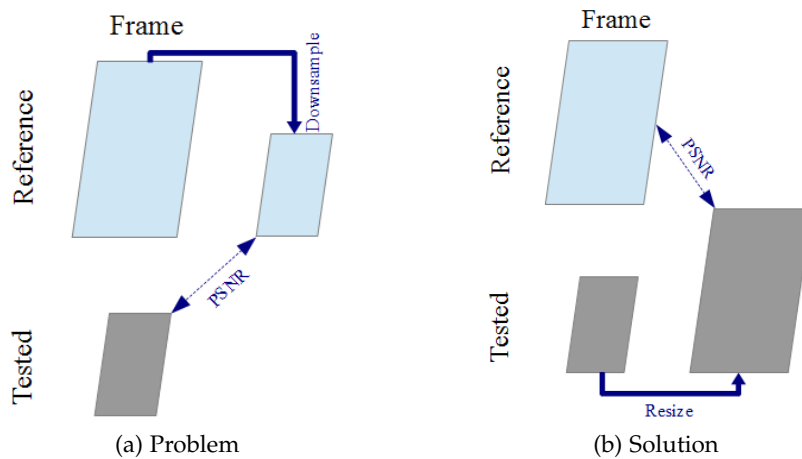 Frame
Reference
Downsample
PSNR
Tested
(a) Problem
Frame
Reference
PSNR
Tested
Resize
(b) Solution